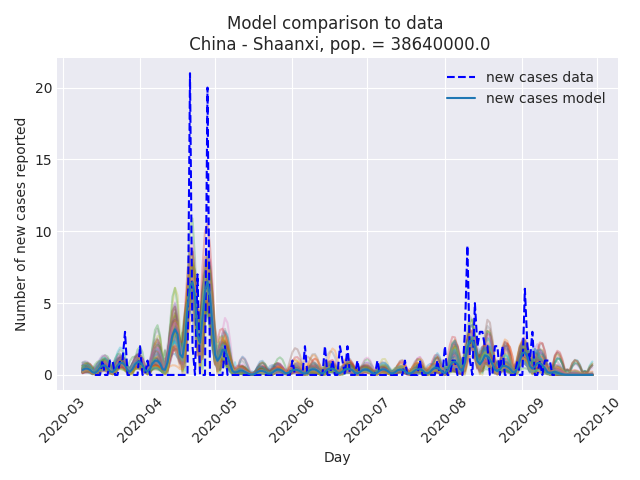 Model comparison to data
China - Shaanxi, pop. = 38640000.0
new cases data
new cases model
Number of new cases reported
20
15
10
5
0
2020-03
2020-04
2020-05
2020-06
2020-07
2020-08
2020-09
2020-10
Day